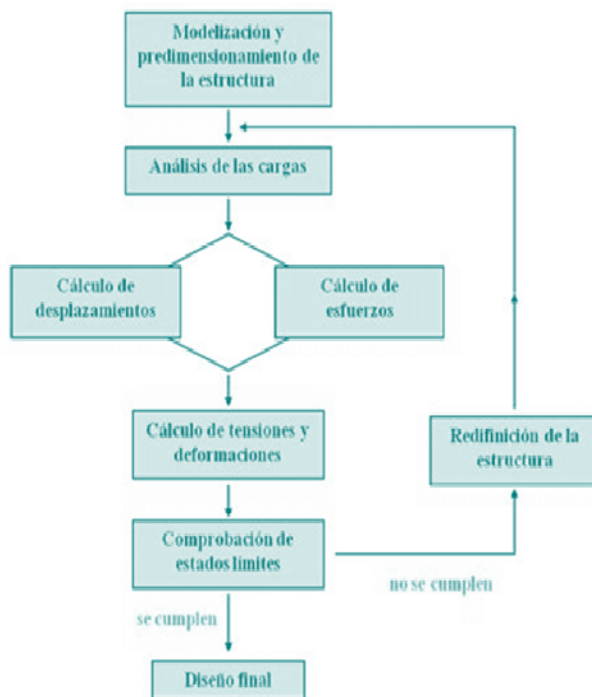 Modelización y
predimensionamiento de
la estructura
Análisis de las cargas
Cálculo de
desplazamientos
Cálculo de
esfuerzos
Cálculo de tensiones y
deformaciones
Redifinición de la
estructura
Comprobación de
estados límites
no se cumplen
se cumplen
Diseño final